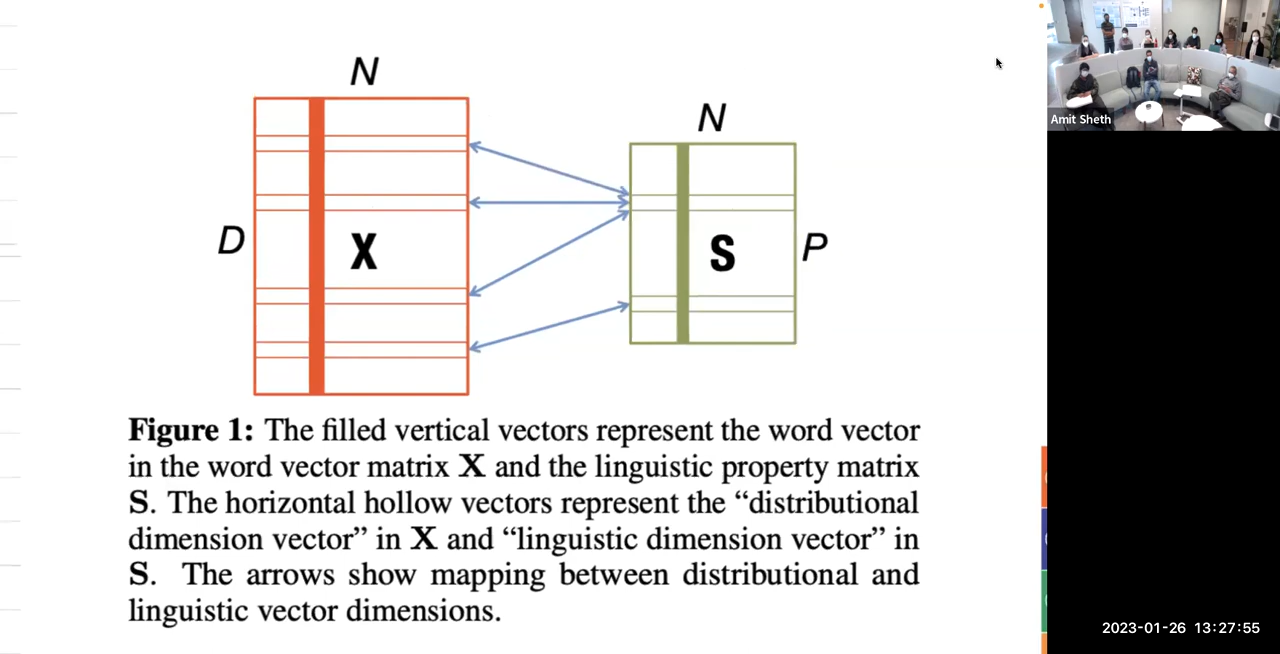 N
N
D
X
S
P
Figure 1: The filled vertical vectors represent the word vector
in the word vector matrix X and the linguistic property matrix
S. The horizontal hollow vectors represent the “distributional
dimension vector” in X and “linguistic dimension vector” in
S. The arrows show mapping between distributional and
linguistic vector dimensions.
Amit Sheth
2023-01-26 13:27:55